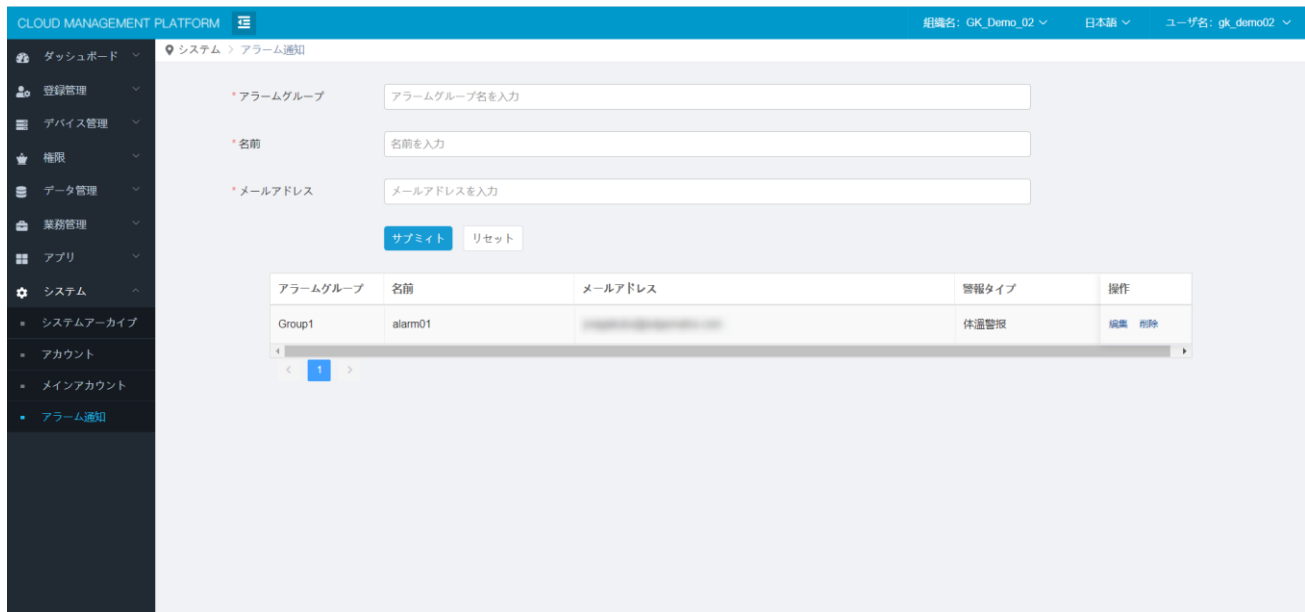 CLOUD MANAGEMENT PLATFORM
組織名: GK_Demo_02
日本語
ユーザ名: gk_demo02
ダッシュボード
登録管理
デバイス管理
権限
データ管理
業務管理
アプリ
システム
システムアーカイブ
アカウント
メインアカウント
アラーム通知
システム > アラーム通知
*アラームグループ
アラームグループ名を入力
*名前
名前を入力
*メールアドレス
メールアドレスを入力
サブミィト リセット
アラームグループ 名前 メールアドレス 警報タイプ 操作
Group1 alarm01 体温警报 编集 削除
< 1 >